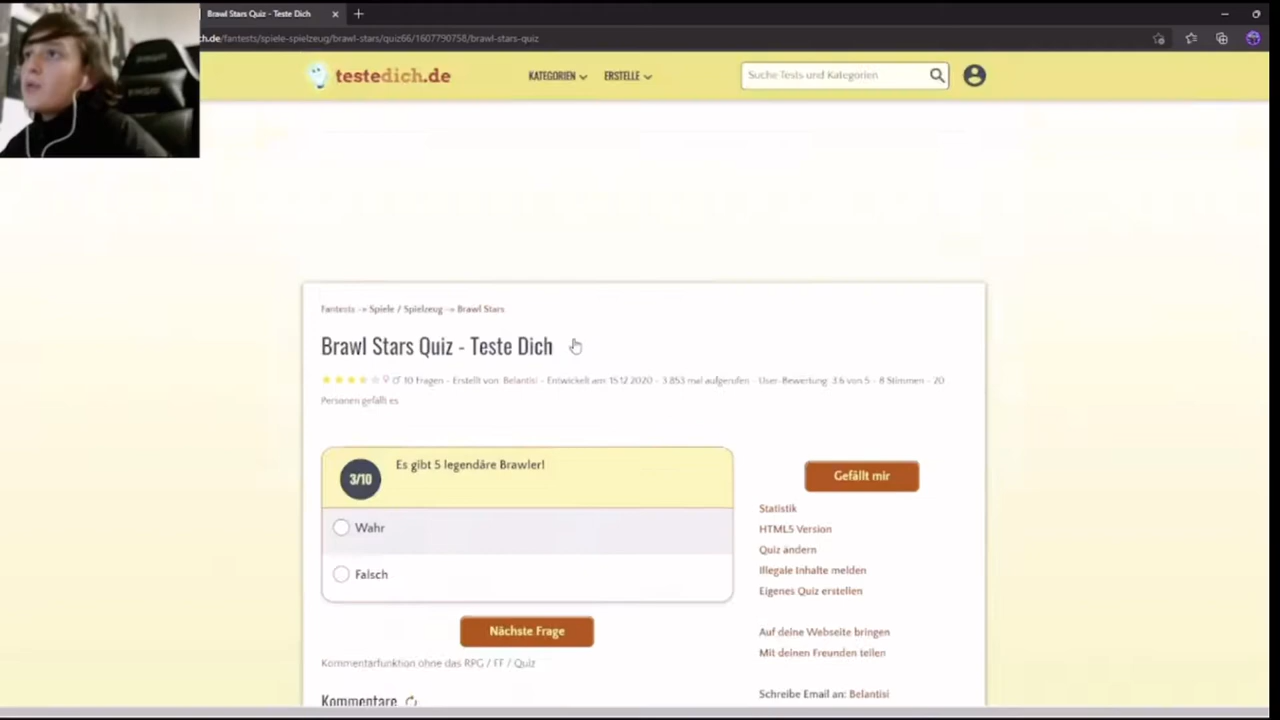 Brawl Stars Quiz - Teste Dich
ch.de/fantests/spiele-spielzeug/brawl-stars/quiz66/1607790758/brawl-stars-quiz
testedich.de
KATEGORIEN
ERSTELLE
Suche Tests und Kategorien
Fantests -> Spiele / Spielzeug -> Brawl Stars
Brawl Stars Quiz - Teste Dich
10 Fragen - Erstellt von: Belantisi - Entwickelt am: 15.12.2020 - 3.853 mal aufgerufen - User-Bewertung: 3.6 von 5 - 8 Stimmen - 20
Personen gefällt es
3/10
Es gibt 5 legendäre Brawler!
Wahr
Falsch
Nächste Frage
Kommentarfunktion ohne das RPG / FF / Quiz
Kommentare
Gefällt mir
Statistik
HTML5 Version
Quiz ändern
Illegale Inhalte melden
Eigenes Quiz erstellen
Auf deine Webseite bringen
Mit deinen Freunden teilen
Schreibe Email an: Belantisi